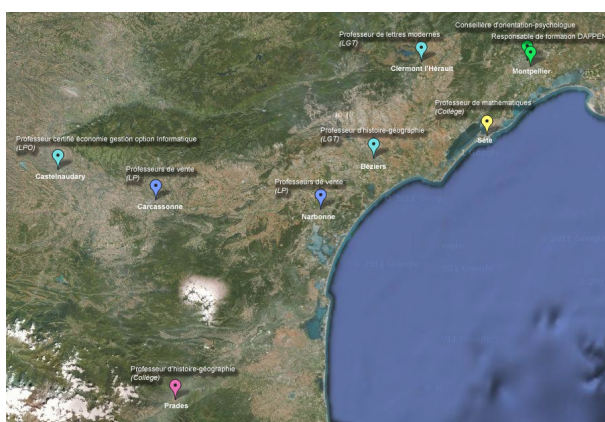 Conseillère d'orientation-psychologue
Professeur de lettres modernes
(LGT)
Responsable de formation DAPPEN
Clermont l'Hérault
Montpellier
Professeur de mathématiques
(Collège)
Sète
Professeur d'histoire-géographie
(LGT)
Béziers
Professeur certifié économie gestion option Informatique
(LPO)
Castelnaudary
Professeurs de vente
(LP)
Carcassonne
Professeurs de vente
(LP)
Narbonne
Professeur d'histoire-géographie
(Collège)
Prades